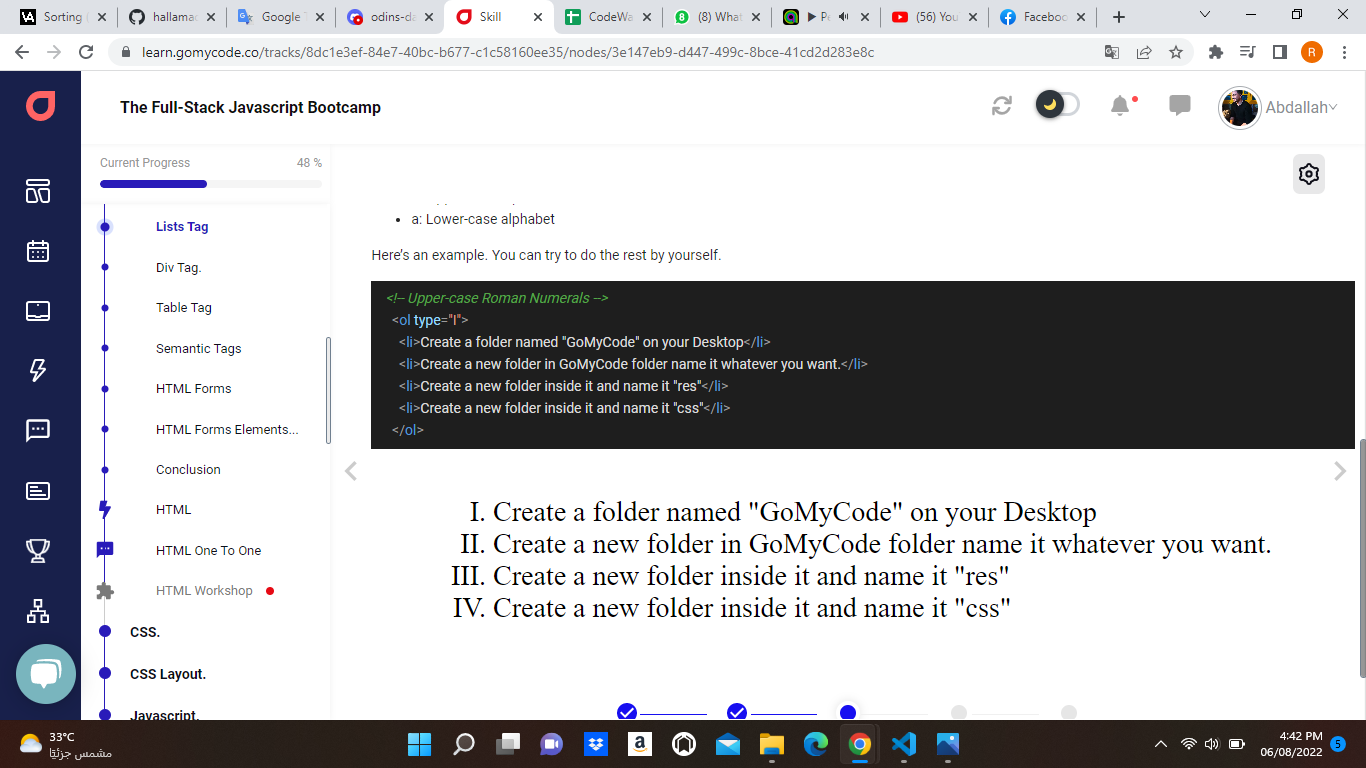 Sorting
hallamad
Google T
odins-da
Skill
CodeWa
(8) What
(56) You
Faceboo
learn.gomycode.co/tracks/8dc1e3ef-84e7-40bc-b677-c1c58160ee35/nodes/3e147eb9-d447-499c-8bce-41cd2d283e8c
R
The Full-Stack Javascript Bootcamp
Abdallah
Current Progress
48 %
Lists Tag
Div Tag.
Table Tag
Semantic Tags
HTML Forms
HTML Forms Elements...
Conclusion
HTML
HTML One To One
HTML Workshop
CSS.
CSS Layout.
Javascript.
• a: Lower-case alphabet
Here's an example. You can try to do the rest by yourself.
<!-- Upper-case Roman Numerals -->
<ol type="I">
<li>Create a folder named "GoMyCode" on your Desktop</li>
<li>Create a new folder in GoMyCode folder name it whatever you want.</li>
<li>Create a new folder inside it and name it "res"</li>
<li>Create a new folder inside it and name it "css"</li>
</ol>
I. Create a folder named "GoMyCode" on your Desktop
II. Create a new folder in GoMyCode folder name it whatever you want.
III. Create a new folder inside it and name it "res"
IV. Create a new folder inside it and name it "css"
33°C
مشمس جزئيًا
4:42 PM
06/08/2022
5